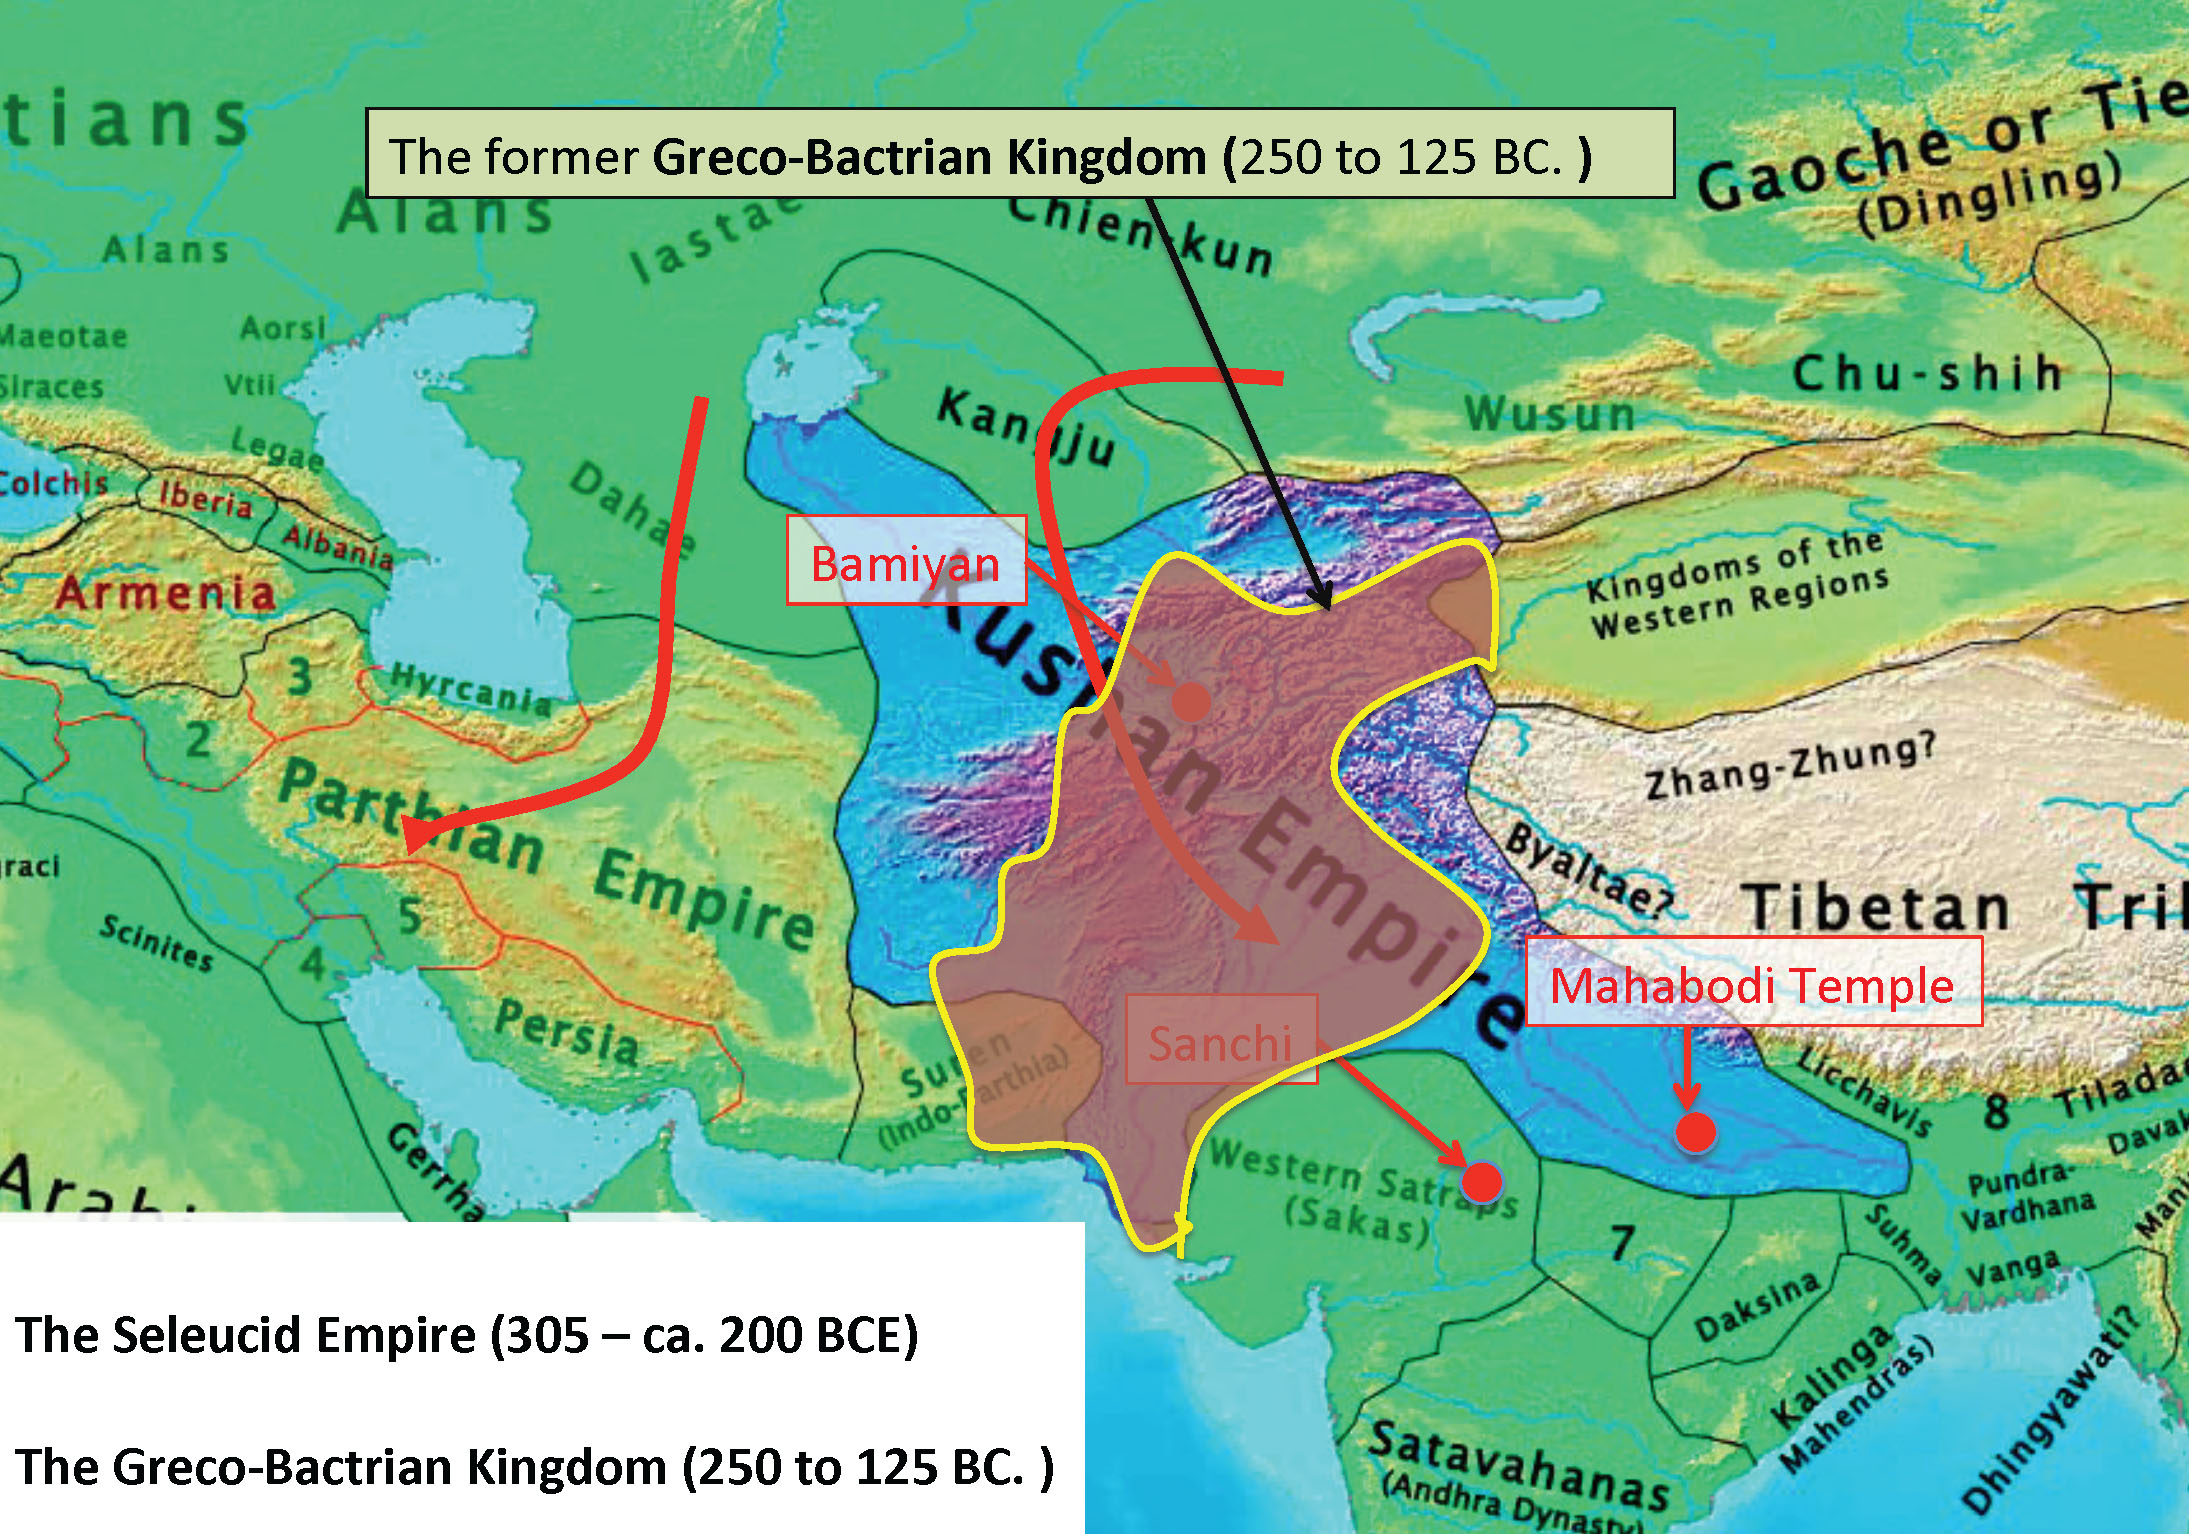 tians
The former Greco-Bactrian Kingdom (250 to 125 BC. )
Gaoche or Tie
(Dingling)
Alans
Alans
Iastae
Chien-kun
Maeotae
Aorsi
Siraces
Vtii
Legae
Kangju
Wusun
Chu-shih
Colchis
Iberia
Albania
Armenia
Dahae
Bamiyan
Kushan Empire
Kingdoms of the
Western Regions
3
Hyrcania
2
Parthian Empire
Zhang-Zhung?
Byaltae?
Tibetan Tri
raci
Scinites
5
4
Persia
Suren
(Indo-Parthia)
Sanchi
Mahabodi Temple
Licchavis
8
Tiladae
Davak
Gerrha
Arabi
Western Satraps
(Sakas)
7
Pundra-
Vardhana
Suhma
Vanga
Daksina
Kalinga
Mahendras)
Dhingyawati?
Satavahanas
(Andhra Dynasty)
The Seleucid Empire (305 – ca. 200 BCE)
The Greco-Bactrian Kingdom (250 to 125 BC. )